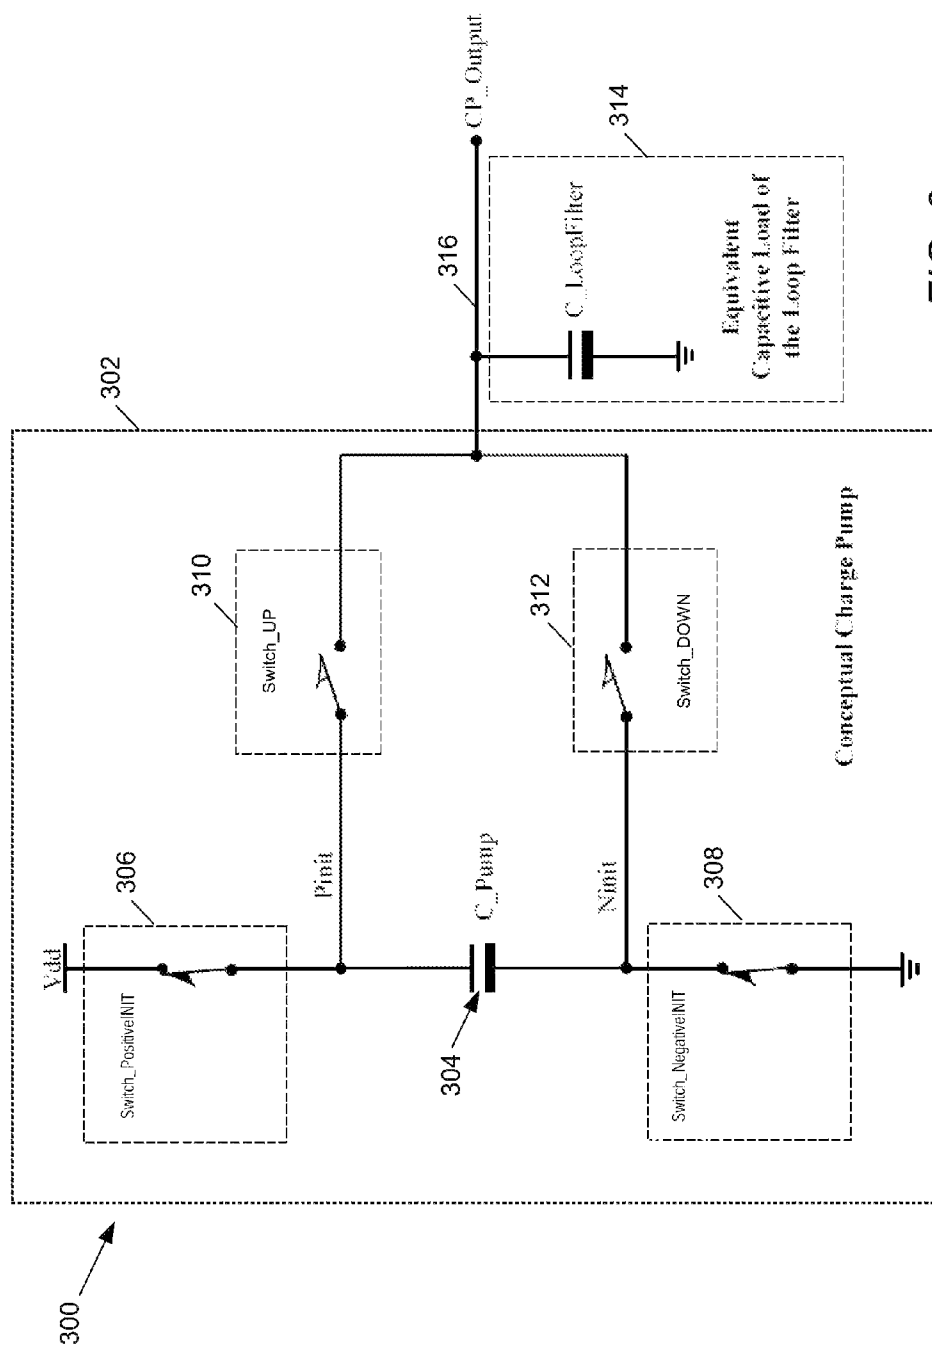 300
302
Vdd
306
Switch_PositiveINIT
Pinit
310
Switch_UP
304
C_Pump
316
CP_Output
314
C_LoopFilter
Equivalent
Capacitive Load of
the Loop Filter
Ninit
312
Switch_DOWN
308
Switch_NegativeINIT
Conceptual Charge Pump